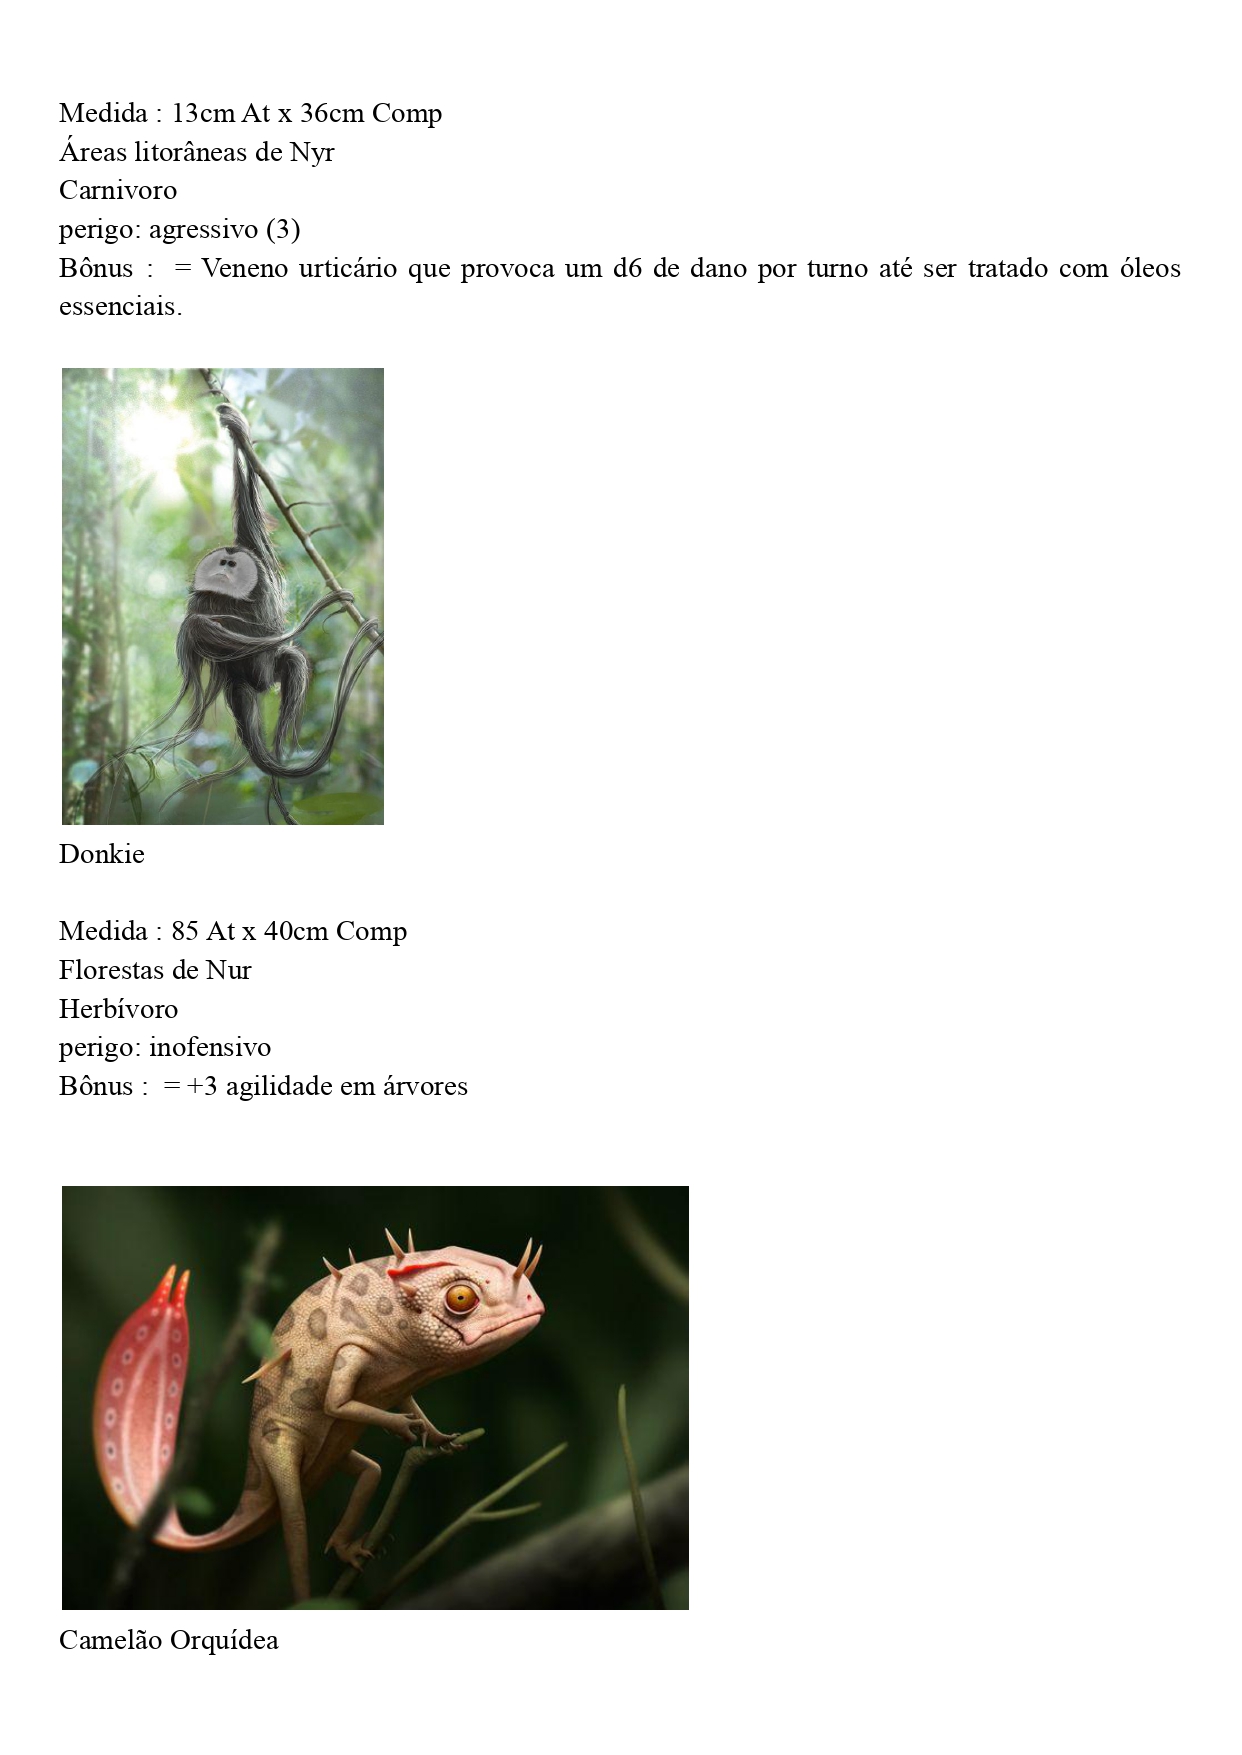 Medida : 13cm At x 36cm Comp
Áreas litorâneas de Nyr
Carnivoro
perigo: agressivo (3)
Bônus :  = Veneno urticário que provoca um d6 de dano por turno até ser tratado com óleos
essenciais.
Donkie
Medida : 85 At x 40cm Comp
Florestas de Nur
Herbívoro
perigo: inofensivo
Bônus :  = +3 agilidade em árvores
Camelão Orquídea